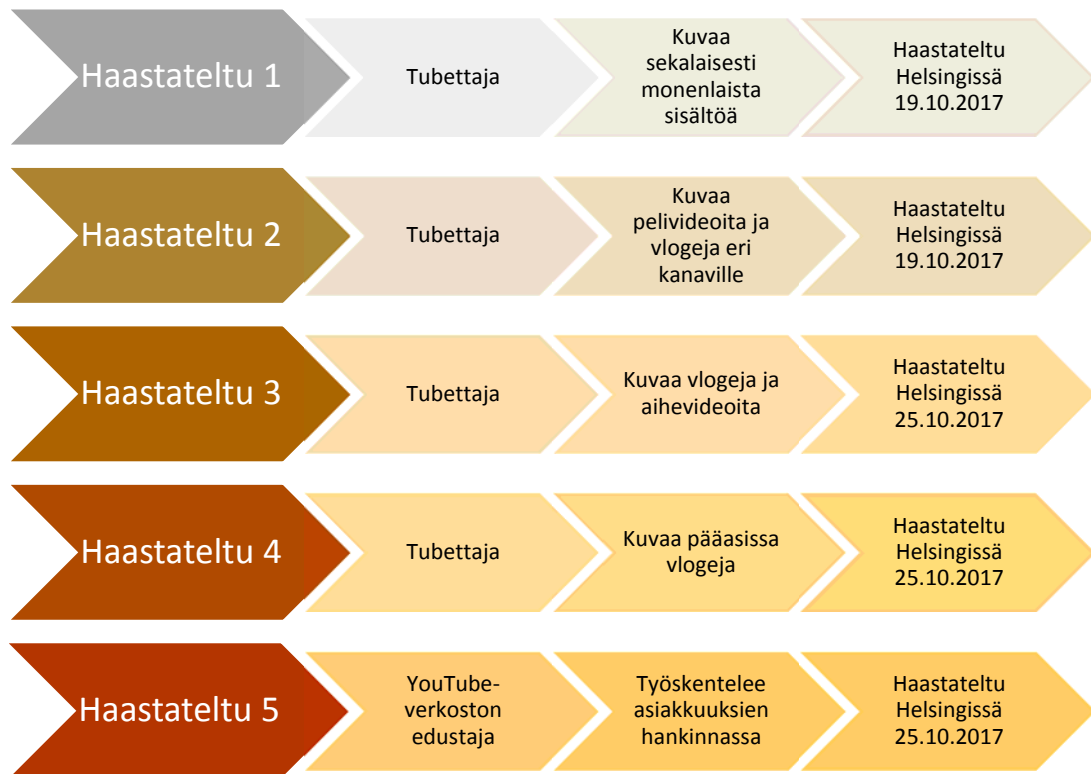 Haastateltu 1
Tubettaja
Kuvaa
sekalaisesti
monenlaista
sisältöä
Haastateltu
Helsingissä
19.10.2017
Haastateltu 2
Tubettaja
Kuvaa
pelivideoita ja
vlogeja eri
kanaville
Haastateltu
Helsingissä
19.10.2017
Haastateltu 3
Tubettaja
Kuvaa vlogeja ja
aihevideoita
Haastateltu
Helsingissä
25.10.2017
Haastateltu 4
Tubettaja
Kuvaa pääasissa
vlogeja
Haastateltu
Helsingissä
25.10.2017
Haastateltu 5
YouTube-
verkoston
edustaja
Työskentelee
asiakkuuksien
hankinnassa
Haastateltu
Helsingissä
25.10.2017